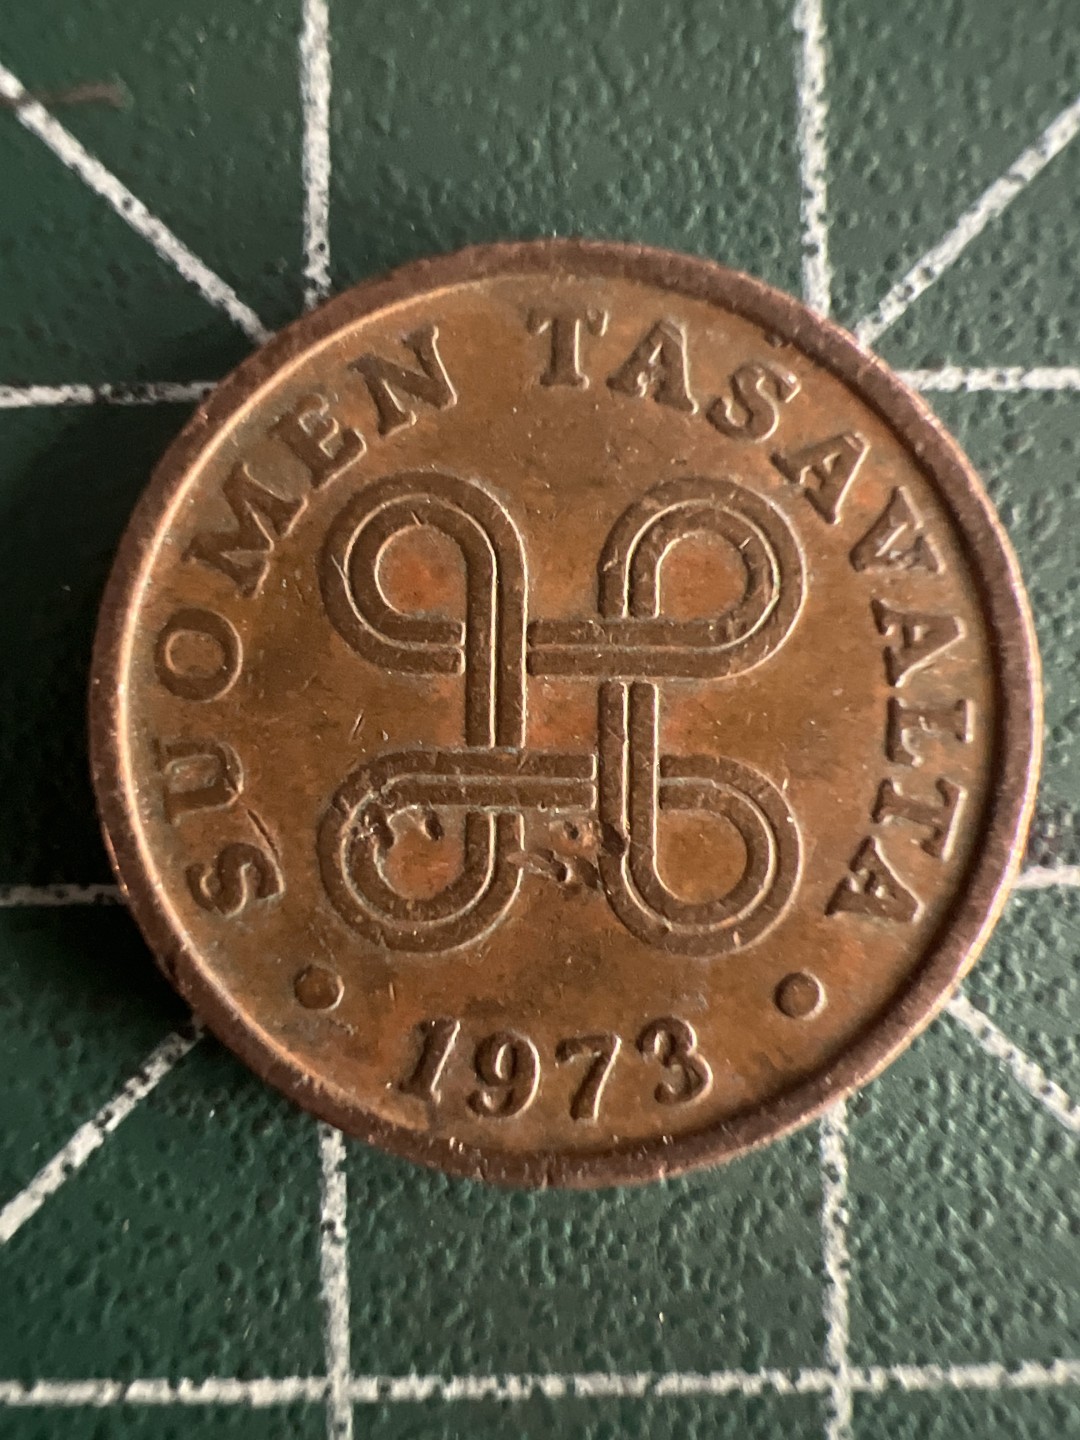 SUOMEN TASAVALTA
• 1973 •